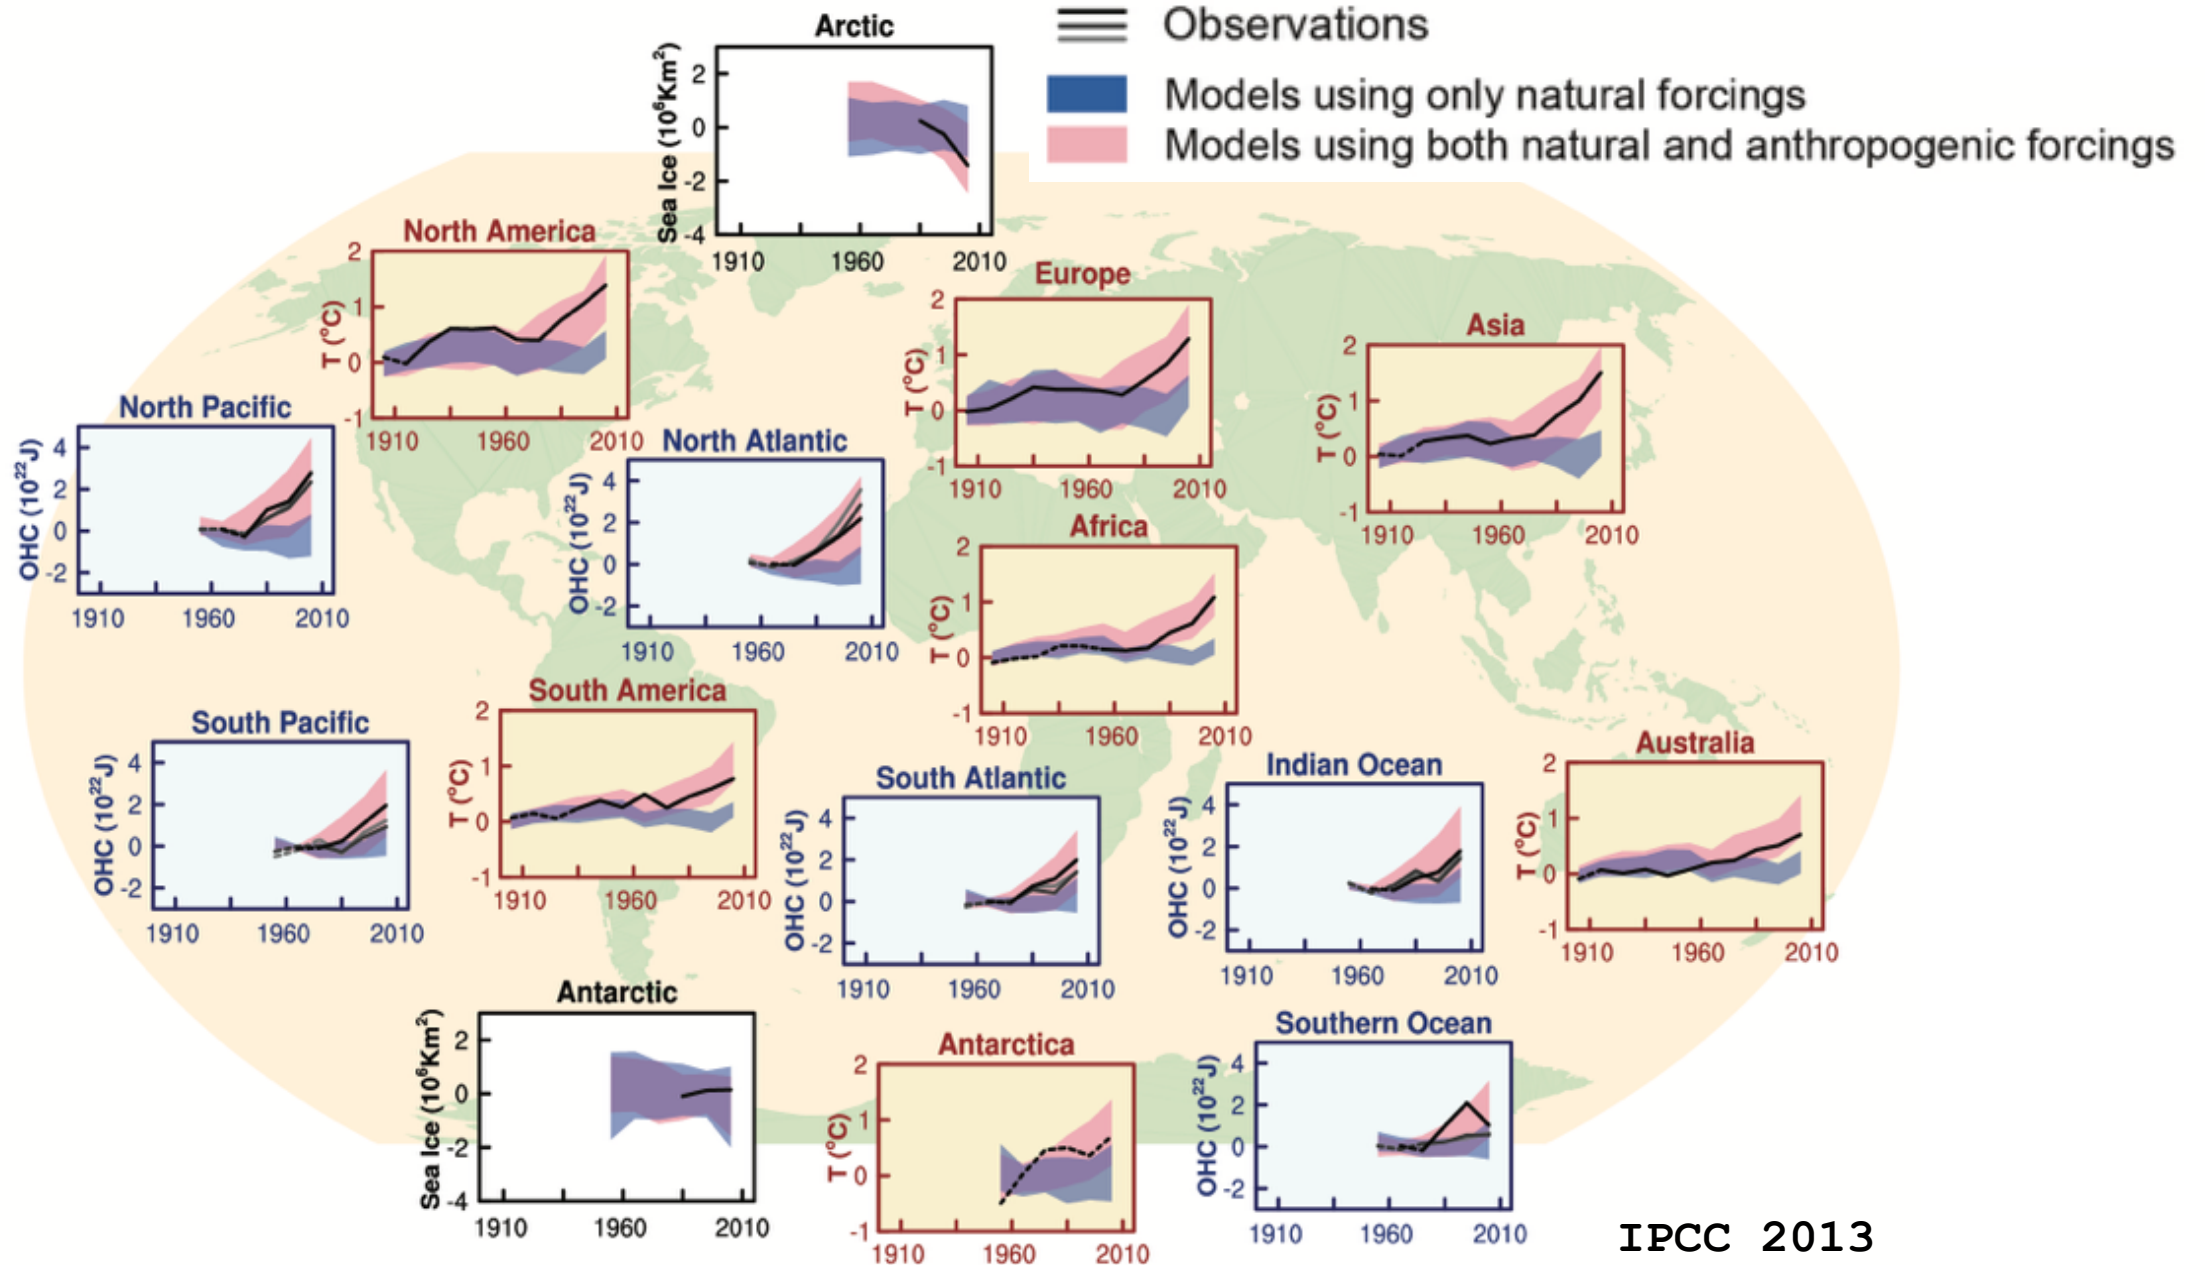 Observations
Models using only natural forcings
Models using both natural and anthropogenic forcings
Arctic
Sea Ice (10⁶Km²)
2
0
-2
-4
1910 1960 2010
North America
T (°C)
2
1
0
-1
1910 1960 2010
Europe
T (°C)
2
1
0
-1
1910 1960 2010
Asia
T (°C)
2
1
0
-1
1910 1960 2010
North Pacific
OHC (10²²J)
4
2
0
-2
1910 1960 2010
North Atlantic
OHC (10²²J)
4
2
0
-2
1910 1960 2010
Africa
T (°C)
2
1
0
-1
1910 1960 2010
South America
T (°C)
2
1
0
-1
1910 1960 2010
South Pacific
OHC (10²²J)
4
2
0
-2
1910 1960 2010
South Atlantic
OHC (10²²J)
4
2
0
-2
1910 1960 2010
Indian Ocean
OHC (10²²J)
4
2
0
-2
1910 1960 2010
Australia
T (°C)
2
1
0
-1
1910 1960 2010
Antarctic
Sea Ice (10⁶Km²)
2
0
-2
-4
1910 1960 2010
Antarctica
T (°C)
2
1
0
-1
1910 1960 2010
Southern Ocean
OHC (10²²J)
4
2
0
-2
1910 1960 2010
IPCC 2013